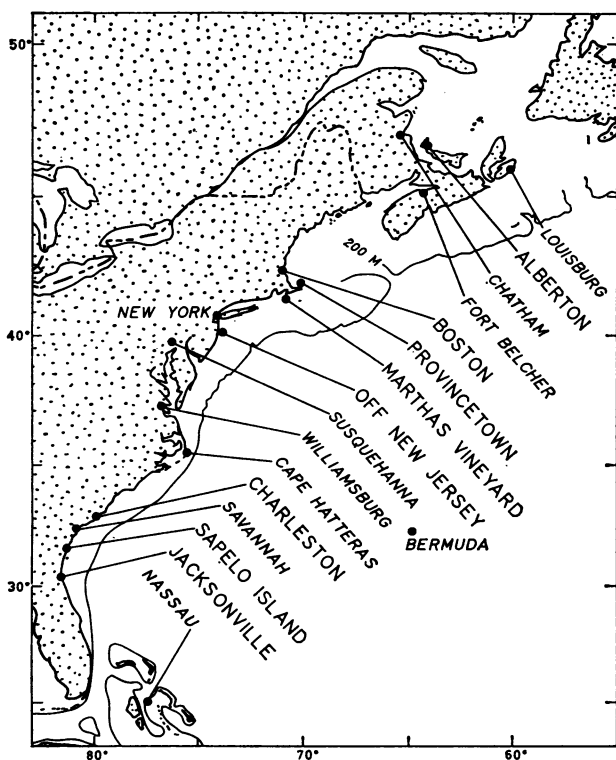 50°
200 M
LOUISBURG
ALBERTON
CHATHAM
FORT BELCHER
NEW YORK
40°
BOSTON
PROVINCETOWN
MARTHAS VINEYARD
OFF NEW JERSEY
SUSQUEHANNA
WILLIAMSBURG
CAPE HATTERAS
CHARLESTON
SAVANNAH
SAPELO ISLAND
JACKSONVILLE
NASSAU
BERMUDA
30°
80°
70°
60°